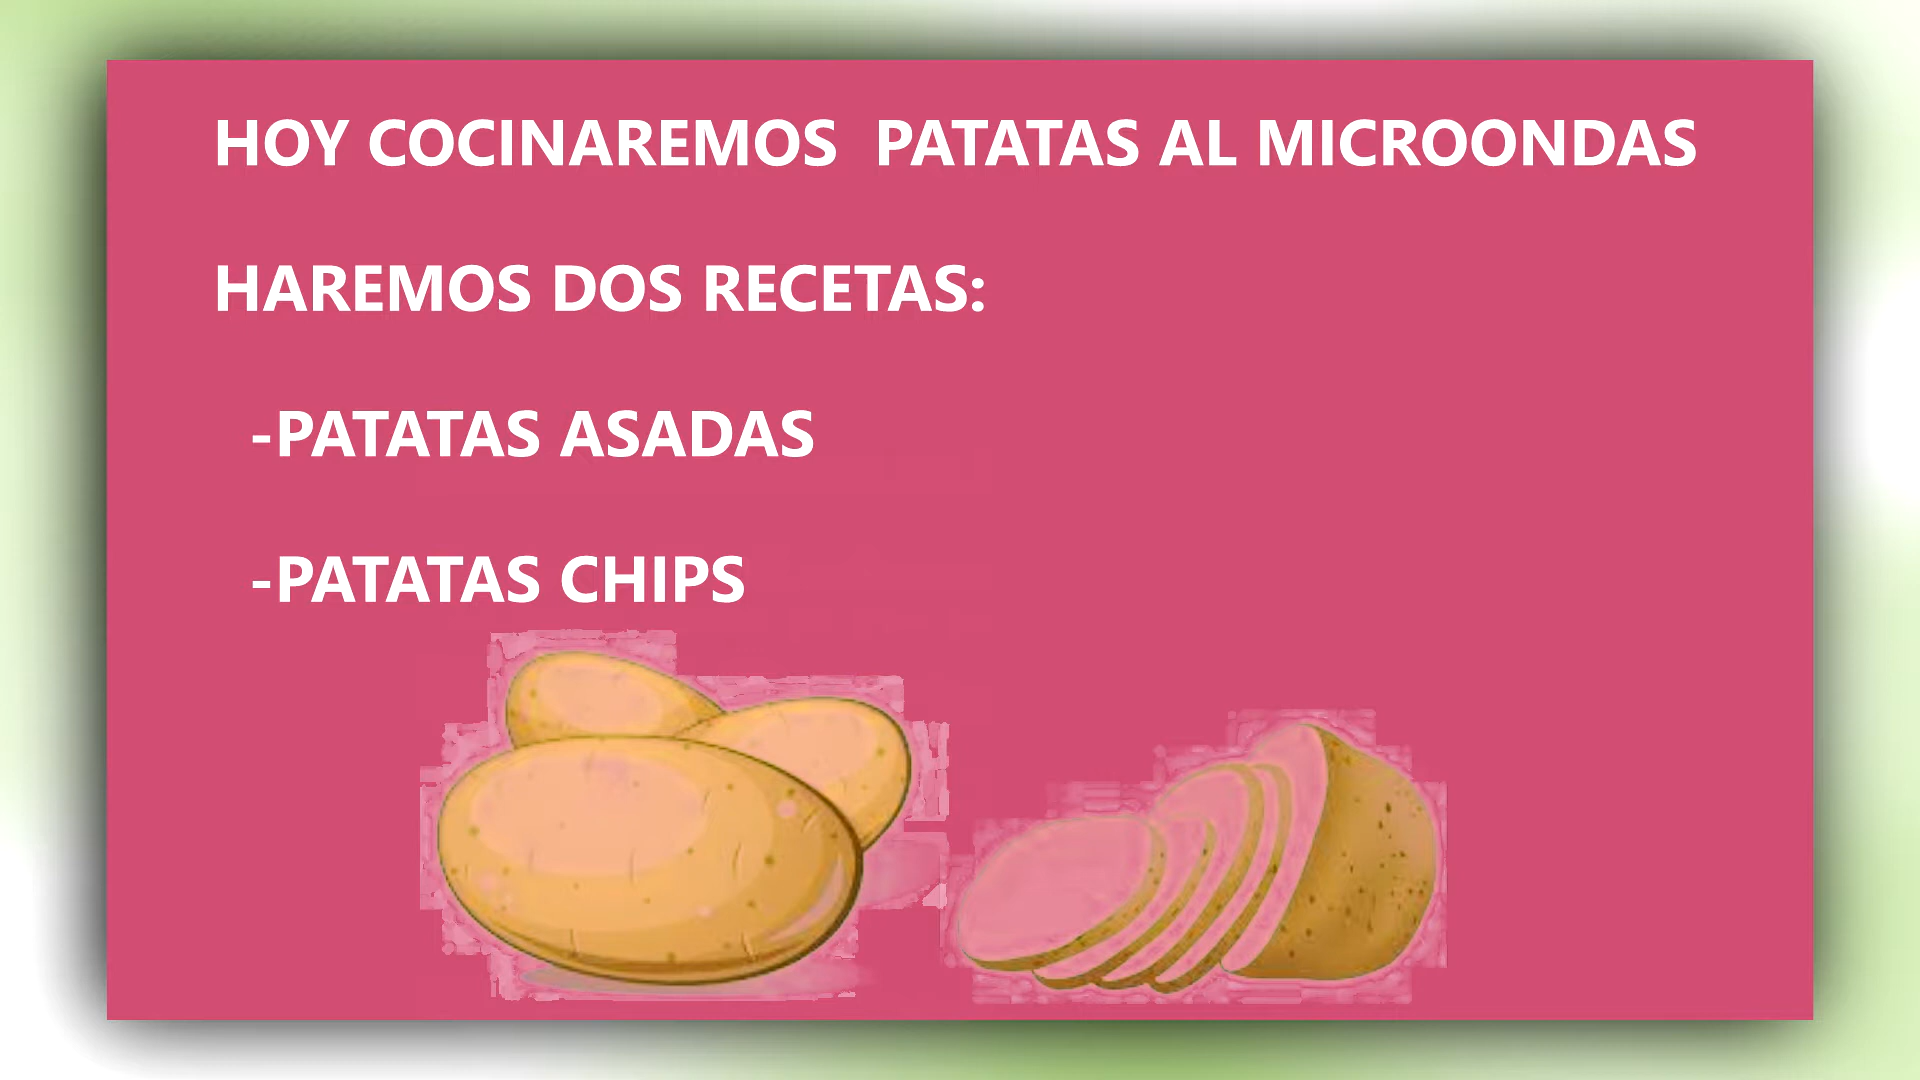 HOY COCINAREMOS  PATATAS AL MICROONDAS
HAREMOS DOS RECETAS:
-PATATAS ASADAS
-PATATAS CHIPS